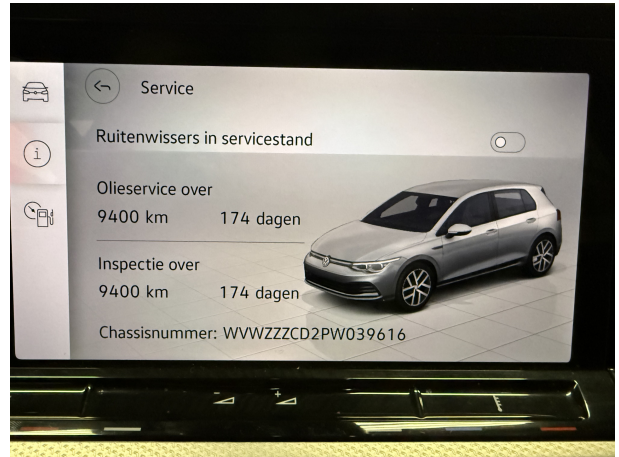 Service
Ruitenwissers in servicestand
Olieservice over
9400 km 174 dagen
Inspectie over
9400 km 174 dagen
Chassisnummer: WVWZZZCD2PW039616